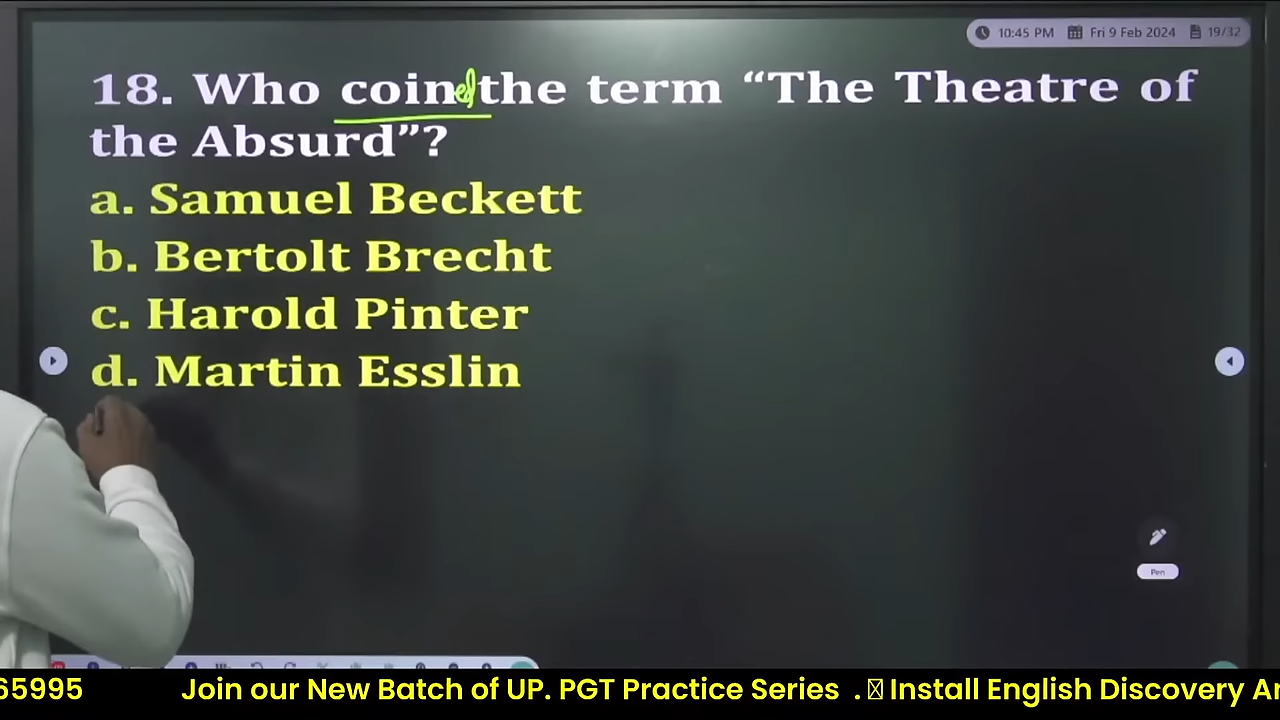 10:45 PM Fri 9 Feb 2024 19/32
18. Who coined the term “The Theatre of
the Absurd”?
a. Samuel Beckett
b. Bertolt Brecht
c. Harold Pinter
d. Martin Esslin
Pen
65995 Join our New Batch of UP. PGT Practice Series . Install English Discovery